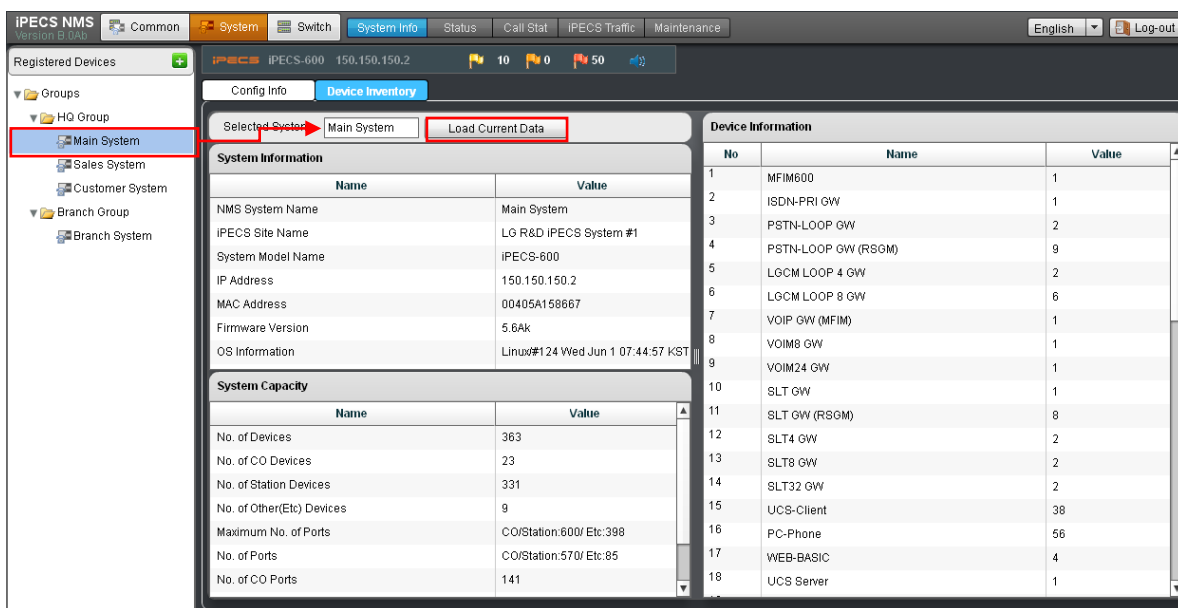 iPECS NMS
Version B.0Ab
Common
System
Switch
System Info
Status
Call Stat
iPECS Traffic
Maintenance
English
Log-out
Registered Devices
iPECS iPECS-600 150.150.150.2 10 0 50
Groups
HQ Group
Main System
Sales System
Customer System
Branch Group
Branch System
Config Info
Device Inventory
Selected System Main System Load Current Data
System Information
Name Value
NMS System Name Main System
iPECS Site Name LG R&D iPECS System #1
System Model Name iPECS-600
IP Address 150.150.150.2
MAC Address 00405A158667
Firmware Version 5.6Ak
OS Information Linux/#124 Wed Jun 1 07:44:57 KST
System Capacity
Name Value
No. of Devices 363
No. of CO Devices 23
No. of Station Devices 331
No. of Other(Etc) Devices 9
Maximum No. of Ports CO/Station:600/ Etc:398
No. of Ports CO/Station:570/ Etc:85
No. of CO Ports 141
Device Information
No Name Value
1 MFIM600 1
2 ISDN-PRI GW 1
3 PSTN-LOOP GW 2
4 PSTN-LOOP GW (RSGM) 9
5 LGCM LOOP 4 GW 2
6 LGCM LOOP 8 GW 6
7 VOIP GW (MFIM) 1
8 VOIM8 GW 1
9 VOIM24 GW 1
10 SLT GW 1
11 SLT GW (RSGM) 8
12 SLT4 GW 2
13 SLT8 GW 2
14 SLT32 GW 2
15 UCS-Client 38
16 PC-Phone 56
17 WEB-BASIC 4
18 UCS Server 1